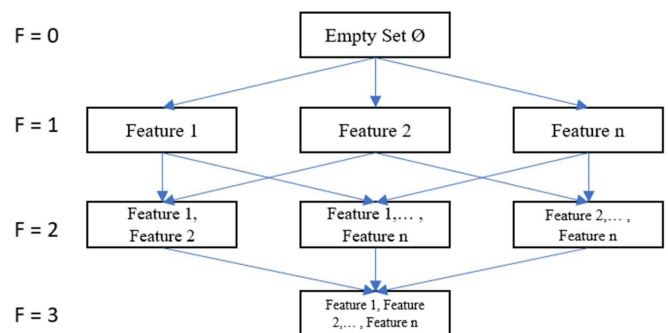 F = 0
Empty Set Ø
F = 1
Feature 1
Feature 2
Feature n
F = 2
Feature 1,
Feature 2
Feature 1,… ,
Feature n
Feature 2,… ,
Feature n
F = 3
Feature 1, Feature
2,… , Feature n